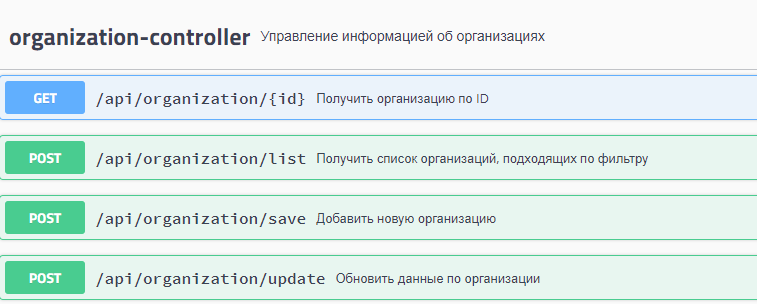 organization-controller Управление информацией об организациях
GET /api/organization/{id} Получить организацию по ID
POST /api/organization/list Получить список организаций, подходящих по фильтру
POST /api/organization/save Добавить новую организацию
POST /api/organization/update Обновить данные по организации